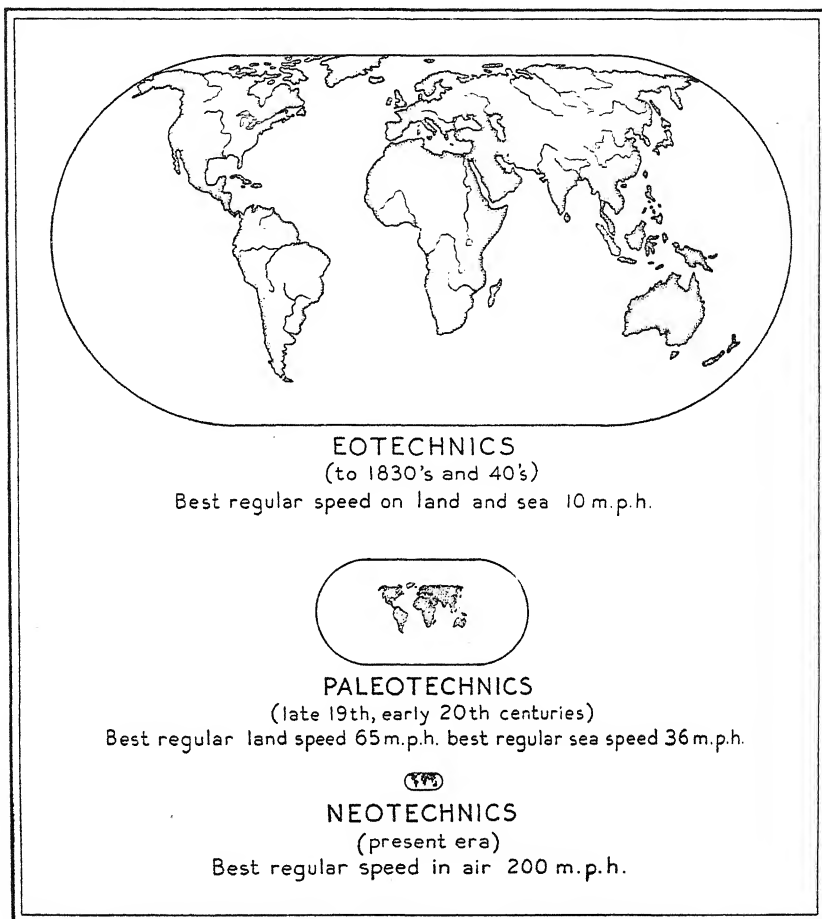 EOTECHNICS
(to 1830's and 40's)
Best regular speed on land and sea 10 m.p.h.
PALEOTECHNICS
(late 19th, early 20th centuries)
Best regular land speed 65 m.p.h. best regular sea speed 36 m.p.h.
NEOTECHNICS
(present era)
Best regular speed in air 200 m.p.h.